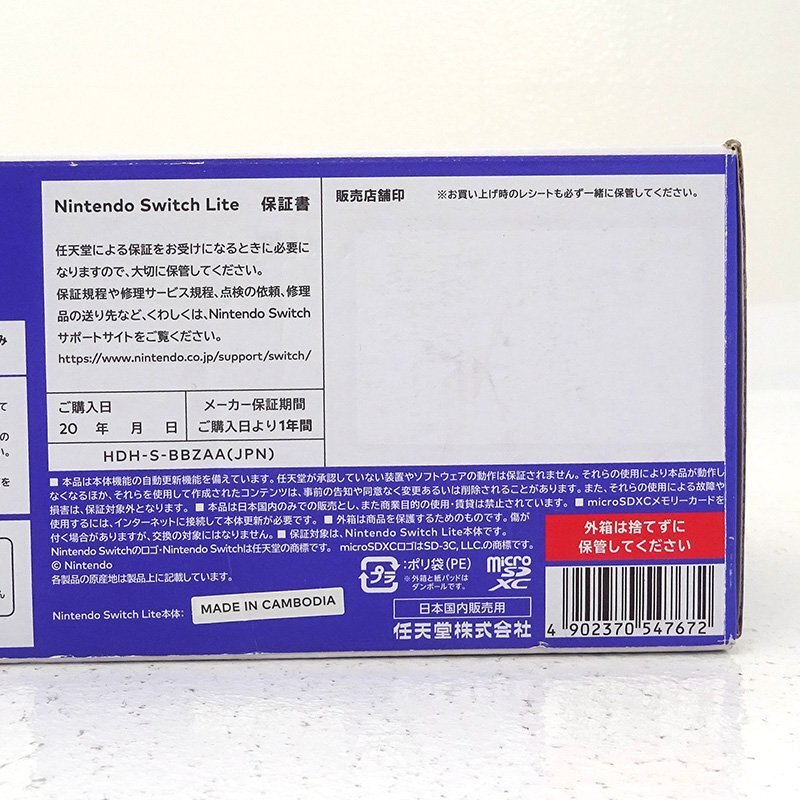 Nintendo Switch Lite 保証書
任天堂による保証をお受けになるときに必要に
なりますので、大切に保管してください。
保証規程や修理サービス規程、点検の依頼、修理
品の送り先など、くわしくは、Nintendo Switch
サポートサイトをご覧ください。
https://www.nintendo.co.jp/support/switch/
ご購入日
20 年 月 日
メーカー保証期間
ご購入日より1年間
HDH-S-BBZAA(JPN)
販売店舗印 ※お買い上げ時のレシートも必ず一緒に保管してください。
み
て
の
い。
を
ん
■ 本品は本体機能の自動更新機能を備えています。任天堂が承認していない装置やソフトウェアの動作は保証されません。それらの使用により本品が動作し
なくなるほか、それらを使用して作成されたコンテンツは、事前の告知や同意なく変更あるいは削除されることがあります。また、それらの使用による故障や
損害は、保証対象外となります。 ■ 本品は日本国内のみでの販売とし、また商業目的の使用・賃貸は禁止されています。 ■ microSDXCメモリーカードを
使用するには、インターネットに接続して本体更新が必要です。 ■ 外箱は商品を保護するためのものです。傷が
付く場合がありますが、交換の対象にはなりません。 ■ 保証対象は、Nintendo Switch Lite本体です。
Nintendo Switchのロゴ・Nintendo Switchは任天堂の商標です。 microSDXCロゴはSD-3C, LLC.の商標です。
© Nintendo
各製品の原産地は製品上に記載しています。
Nintendo Switch Lite本体:
MADE IN CAMBODIA
プラ
:ポリ袋(PE)
※外箱と紙パッドは
ダンボールです。
micro
SD
XC
日本国内販売用
任天堂株式会社
外箱は捨てずに
保管してください
4 902370 547672